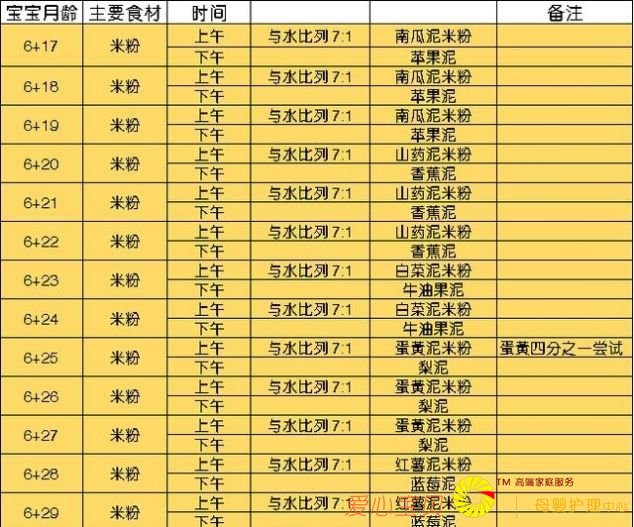 宝宝月龄 主要食材 时间 备注
6+17 米粉 上午 与水比列 7:1 南瓜泥米粉
下午 苹果泥
6+18 米粉 上午 与水比列 7:1 南瓜泥米粉
下午 苹果泥
6+19 米粉 上午 与水比列 7:1 南瓜泥米粉
下午 苹果泥
6+20 米粉 上午 与水比列 7:1 山药泥米粉
下午 香蕉泥
6+21 米粉 上午 与水比列 7:1 山药泥米粉
下午 香蕉泥
6+22 米粉 上午 与水比列 7:1 山药泥米粉
下午 香蕉泥
6+23 米粉 上午 与水比列 7:1 白菜泥米粉
下午 牛油果泥
6+24 米粉 上午 与水比列 7:1 白菜泥米粉
下午 牛油果泥
6+25 米粉 上午 与水比列 7:1 蛋黄泥米粉 蛋黄四分之一尝试
下午 梨泥
6+26 米粉 上午 与水比列 7:1 蛋黄泥米粉
下午 梨泥
6+27 米粉 上午 与水比列 7:1 蛋黄泥米粉
下午 梨泥
6+28 米粉 上午 与水比列 7:1 红薯泥米粉
下午 蓝莓泥
6+29 米粉 上午 与水比列 7:1 红薯泥米粉
下午 蓝莓泥
TM 高端家庭服务
爱心 母婴护理中心